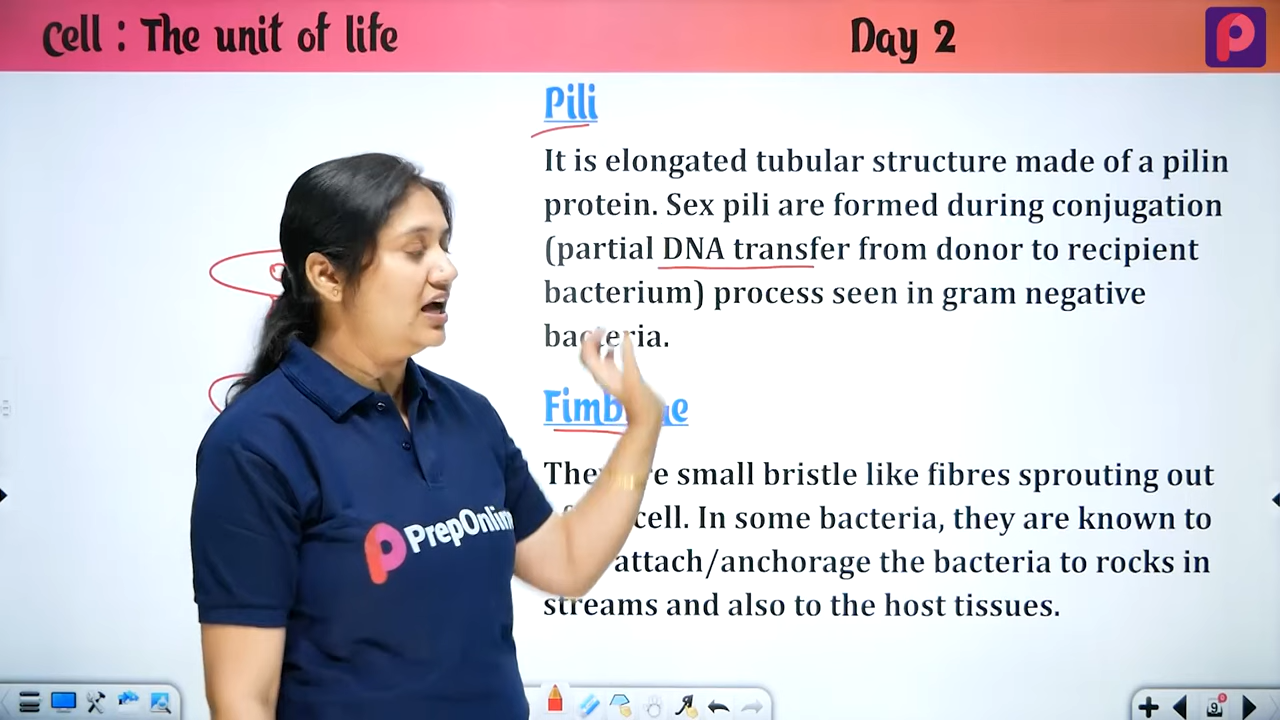 Cell : The unit of life
Day 2
Pili
It is elongated tubular structure made of a pilin
protein. Sex pili are formed during conjugation
(partial DNA transfer from donor to recipient
bacterium) process seen in gram negative
bacteria.
small bristle like fibres sprouting out
cell. In some bacteria, they are known to
attach/anchorage the bacteria to rocks in
streams and also to the host tissues.
PrepOnlin
9